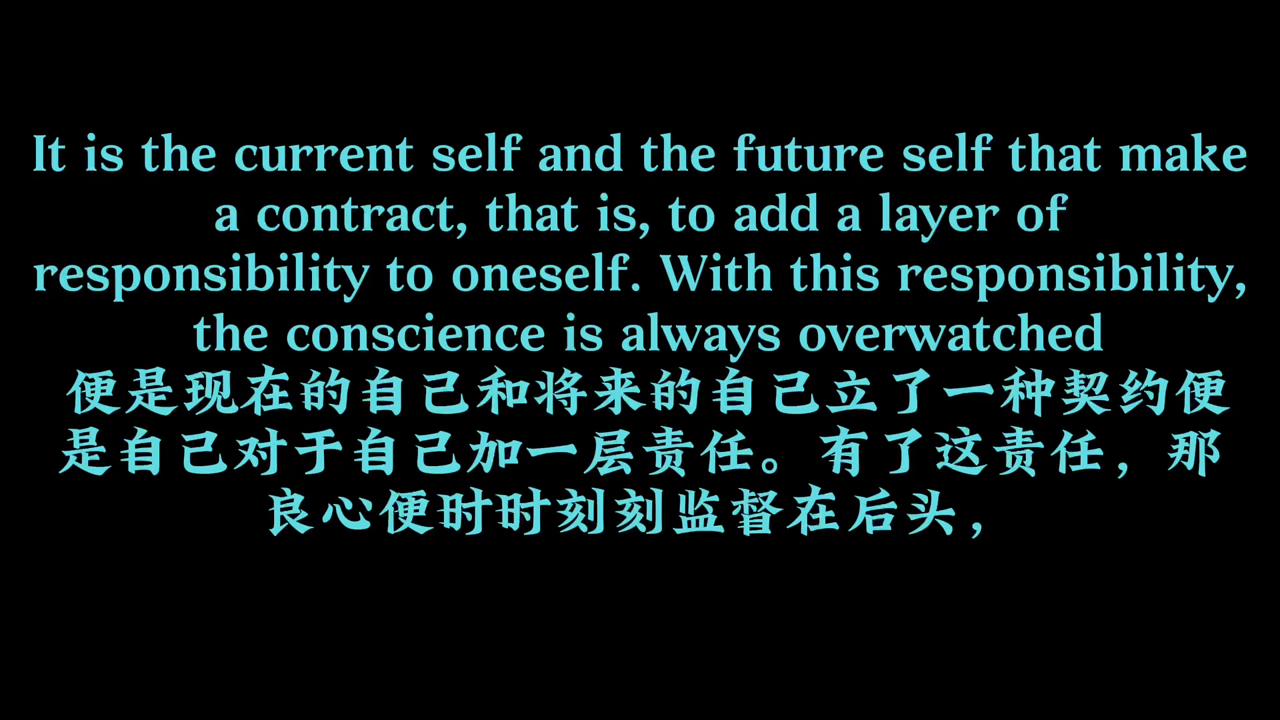 It is the current self and the future self that make
a contract, that is, to add a layer of
responsibility to oneself. With this responsibility,
the conscience is always overwatched
便是现在的自己和将来的自己立了一种契约便
是自己对于自己加一层责任。有了这责任，那
良心便时时刻刻监督在后头，